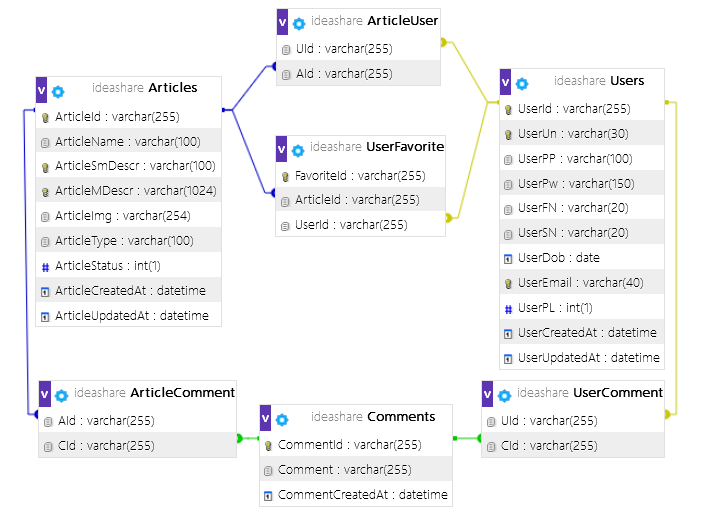 v ideashare ArticleUser
UId : varchar(255)
AId : varchar(255)
v ideashare Articles
ArticleId : varchar(255)
ArticleName : varchar(100)
ArticleSmDescr : varchar(100)
ArticleMDescr : varchar(1024)
ArticleImg : varchar(254)
ArticleType : varchar(100)
# ArticleStatus : int(1)
ArticleCreatedAt : datetime
ArticleUpdatedAt : datetime
v ideashare UserFavorite
FavoriteId : varchar(255)
ArticleId : varchar(255)
UserId : varchar(255)
v ideashare Users
UserId : varchar(255)
UserUn : varchar(30)
UserPP : varchar(100)
UserPw : varchar(150)
UserFN : varchar(20)
UserSN : varchar(20)
UserDob : date
UserEmail : varchar(40)
# UserPL : int(1)
UserCreatedAt : datetime
UserUpdatedAt : datetime
v ideashare ArticleComment
AId : varchar(255)
CId : varchar(255)
v ideashare Comments
CommentId : varchar(255)
Comment : varchar(255)
CommentCreatedAt : datetime
v ideashare UserComment
UId : varchar(255)
CId : varchar(255)